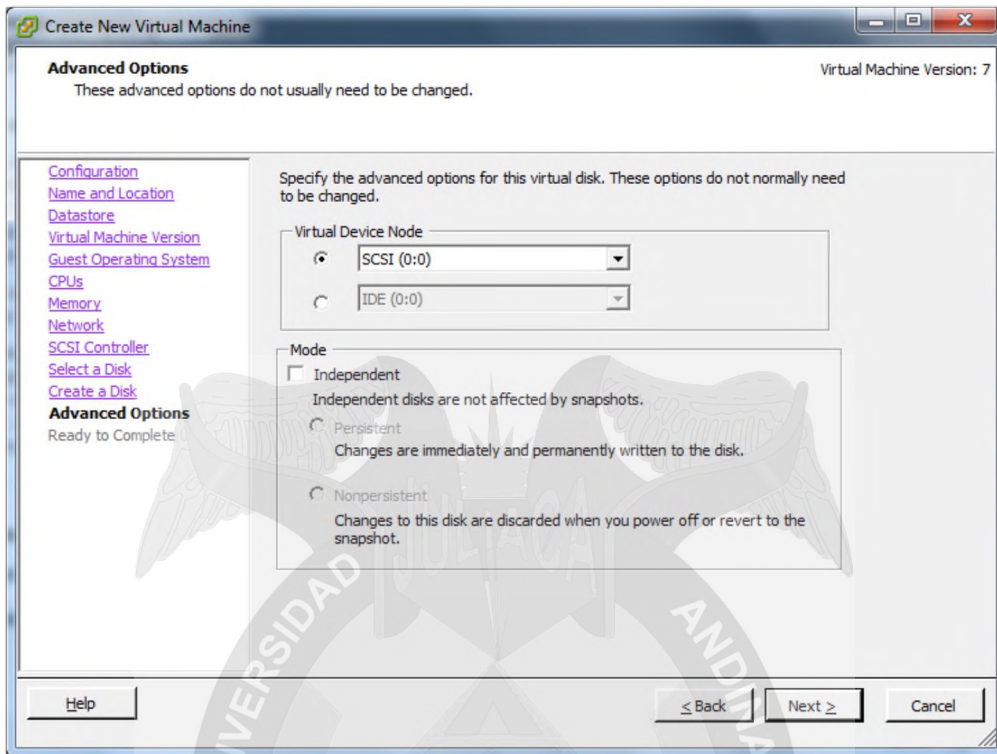 Create New Virtual Machine
Advanced Options
These advanced options do not usually need to be changed.
Virtual Machine Version: 7
Configuration
Name and Location
Datastore
Virtual Machine Version
Guest Operating System
CPUs
Memory
Network
SCSI Controller
Select a Disk
Create a Disk
Advanced Options
Ready to Complete
Specify the advanced options for this virtual disk. These options do not normally need
to be changed.
Virtual Device Node
SCSI (0:0)
IDE (0:0)
Mode
Independent
Independent disks are not affected by snapshots.
Persistent
Changes are immediately and permanently written to the disk.
Nonpersistent
Changes to this disk are discarded when you power off or revert to the
snapshot.
JULIACA
VERSIDAD
ANDINA
Help
< Back
Next >
Cancel